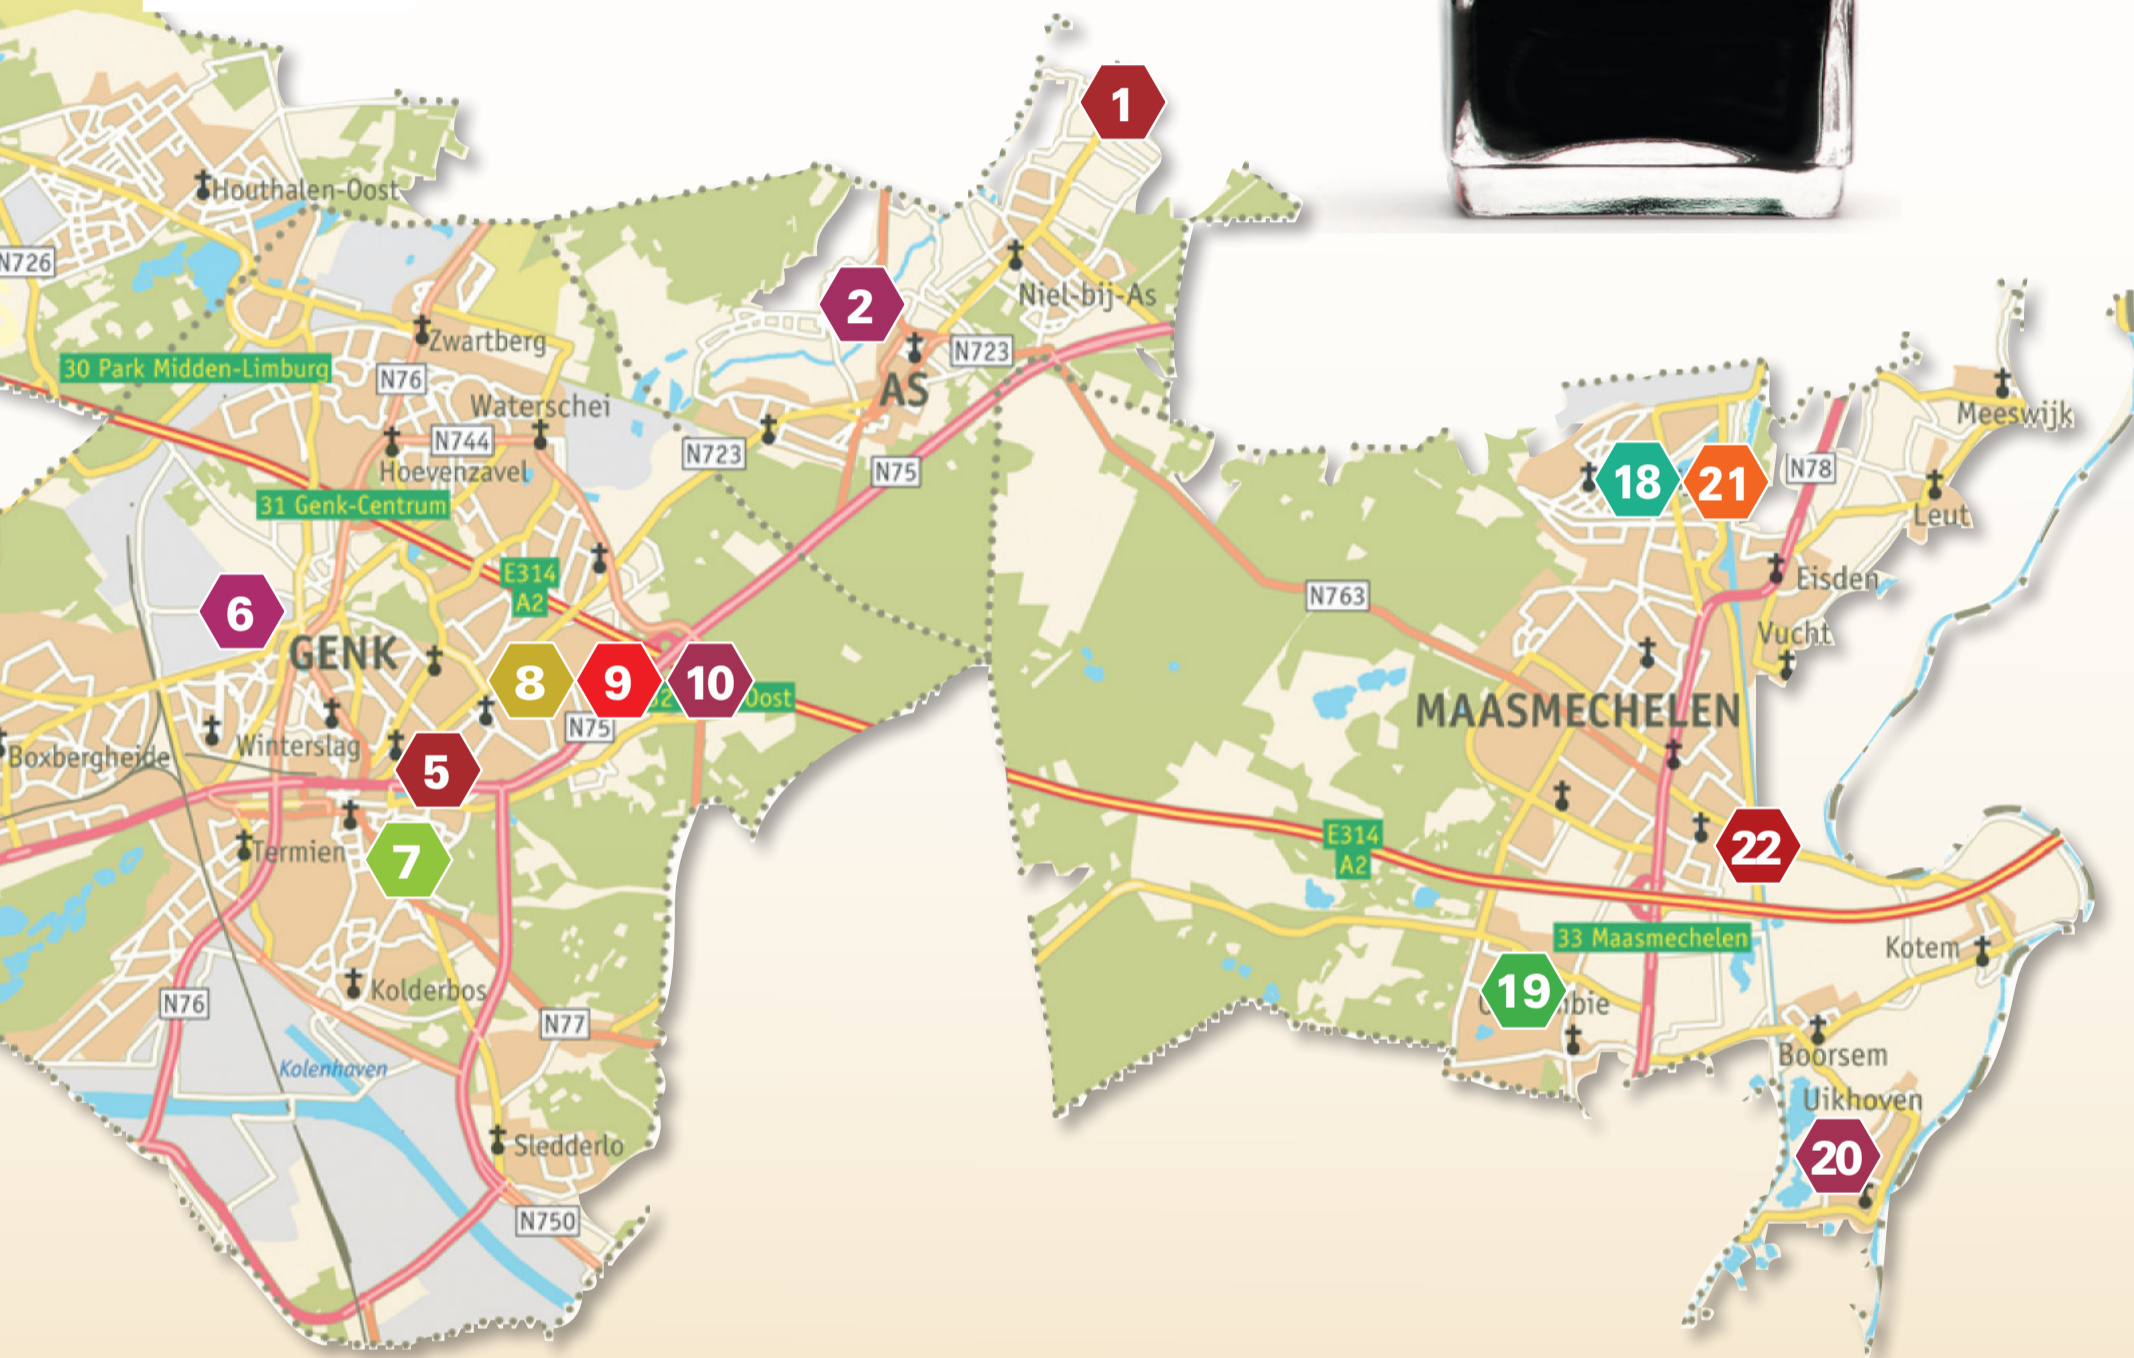 1
Houthalen-Oost
N726
2
Niel-bij-As
Zwartberg
N723
30 Park Midden-Limburg
N76
AS
Waterschei
Meeswijk
N744
N723
Hoevenzavel
N75
18
21
N78
31 Genk-Centrum
Leut
E314
A2
Eisden
N763
6
GENK
Vucht
8
9
10
Oost
MAASMECHELEN
N75
Winterslag
Boxbergheide
5
E314
A2
22
Termien
7
33 Maasmechelen
Kotem
Kolderbos
19
N76
N77
Boorsem
Kolenhaven
Uikhoven
Sledderlo
20
N750